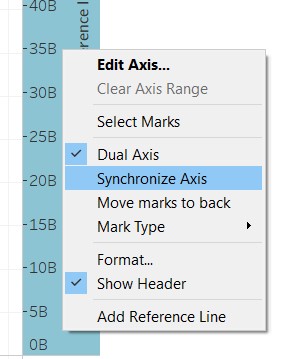 40B
35B
30B
25B
20B
15B
10B
5B
0B
Edit Axis...
Clear Axis Range
Select Marks
Dual Axis
Synchronize Axis
Move marks to back
Mark Type
Format...
Show Header
Add Reference Line